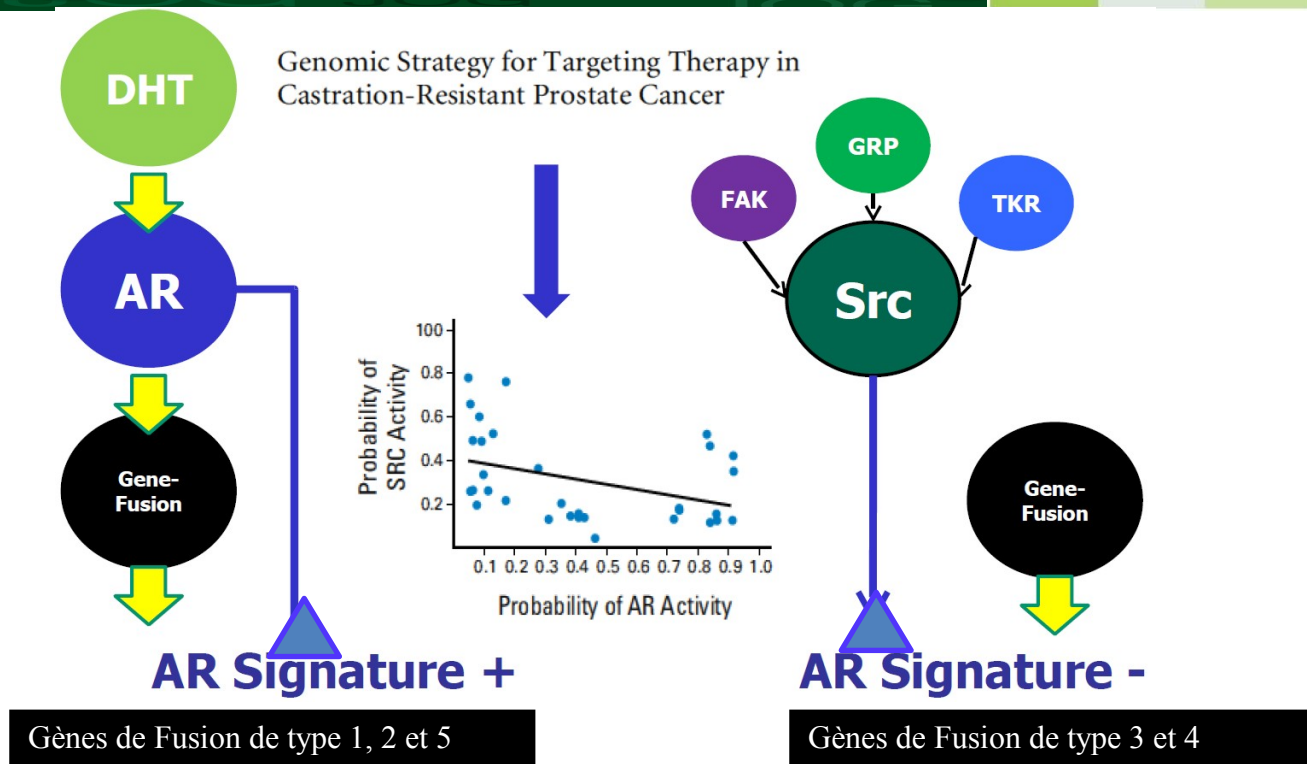 Genomic Strategy for Targeting Therapy in
Castration-Resistant Prostate Cancer
DHT
AR
Gene-
Fusion
GRP
FAK
TKR
Src
Gene-
Fusion
Probability of
SRC Activity
100
0.8
0.6
0.4
0.2
0.1 0.2 0.3 0.4 0.5 0.6 0.7 0.8 0.9 1.0
Probability of AR Activity
AR Signature +
AR Signature -
Gènes de Fusion de type 1, 2 et 5
Gènes de Fusion de type 3 et 4